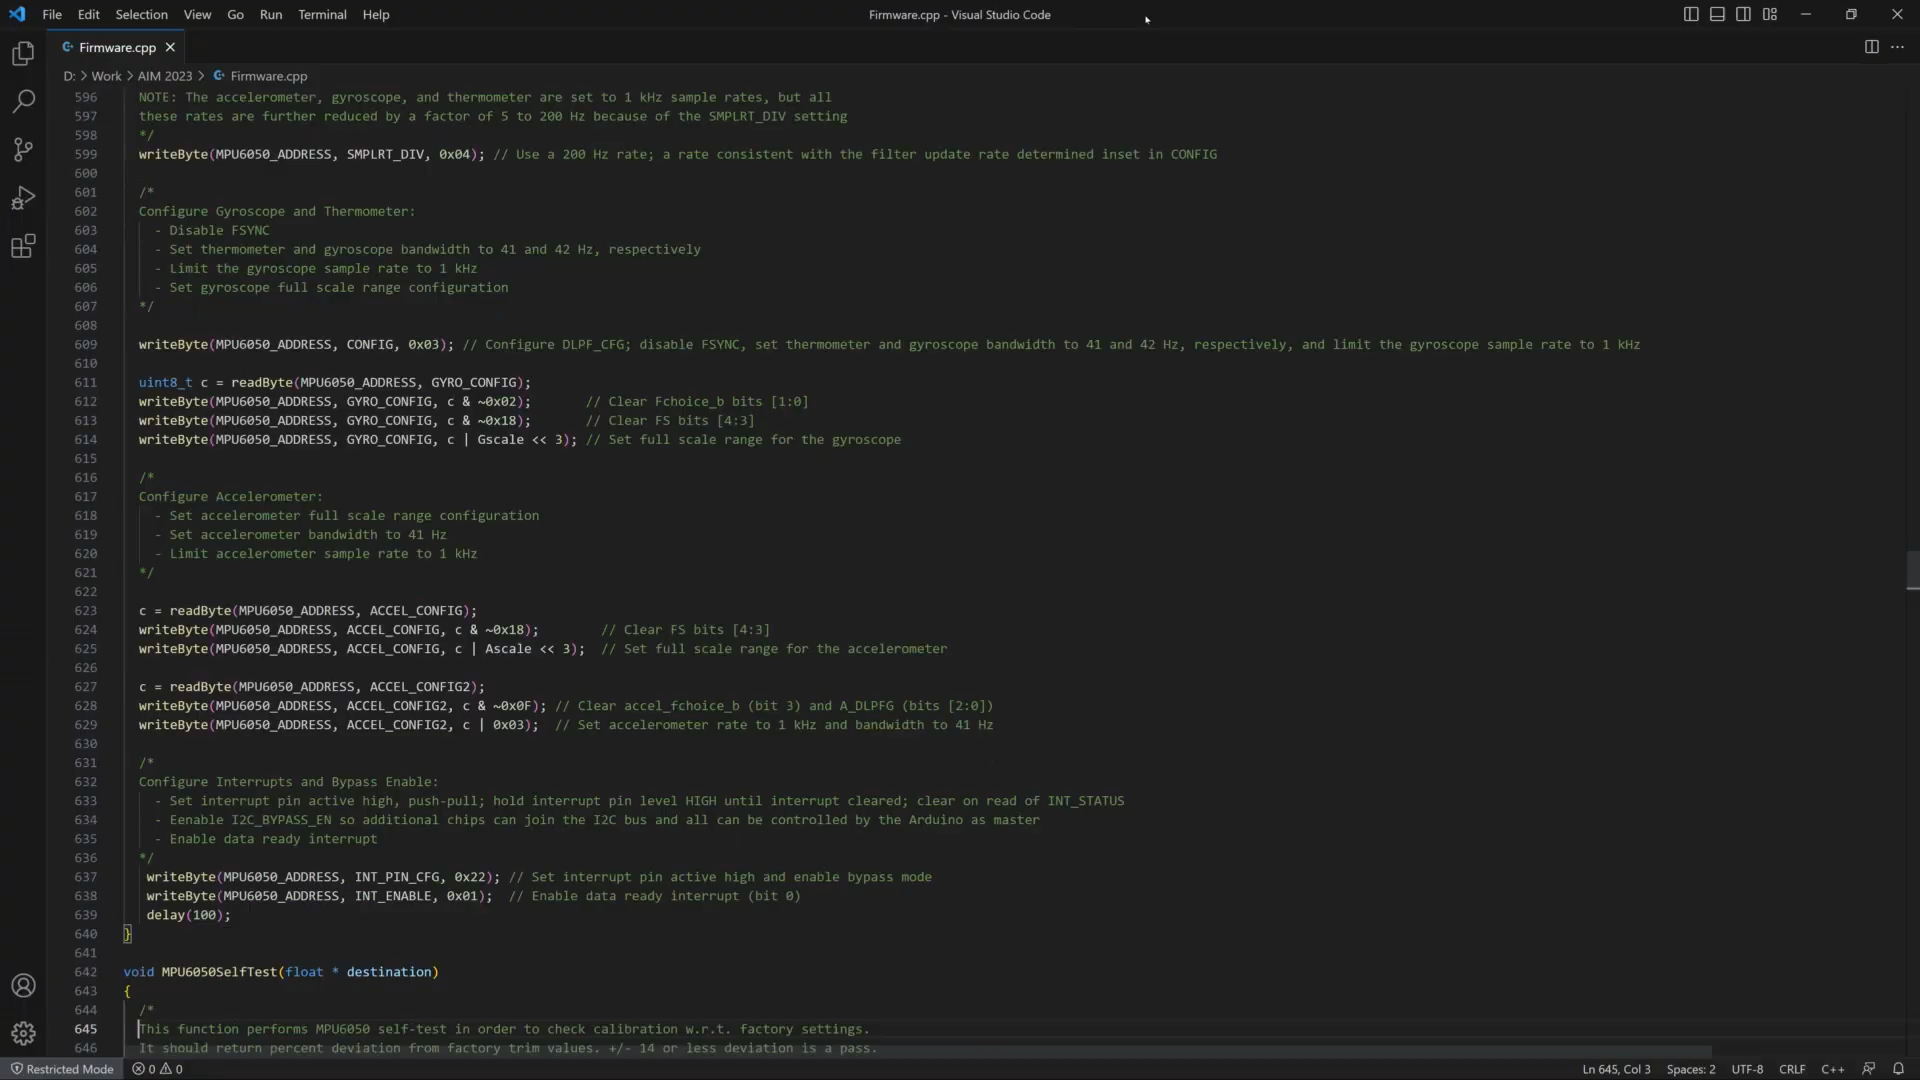 File Edit Selection View Go Run Terminal Help
Firmware.cpp - Visual Studio Code
Firmware.cpp
D: > Work > AIM 2023 > Firmware.cpp
596 NOTE: The accelerometer, gyroscope, and thermometer are set to 1 kHz sample rates, but all
597 these rates are further reduced by a factor of 5 to 200 Hz because of the SMPLRT_DIV setting
598 */
599 writeByte(MPU6050_ADDRESS, SMPLRT_DIV, 0x04); // Use a 200 Hz rate; a rate consistent with the filter update rate determined inset in CONFIG
600
601 /*
602 Configure Gyroscope and Thermometer:
603 - Disable FSYNC
604 - Set thermometer and gyroscope bandwidth to 41 and 42 Hz, respectively
605 - Limit the gyroscope sample rate to 1 kHz
606 - Set gyroscope full scale range configuration
607 */
608
609 writeByte(MPU6050_ADDRESS, CONFIG, 0x03); // Configure DLPF_CFG; disable FSYNC, set thermometer and gyroscope bandwidth to 41 and 42 Hz, respectively, and limit the gyroscope sample rate to 1 kHz
610
611 uint8_t c = readByte(MPU6050_ADDRESS, GYRO_CONFIG);
612 writeByte(MPU6050_ADDRESS, GYRO_CONFIG, c & ~0x02); // Clear Fchoice_b bits [1:0]
613 writeByte(MPU6050_ADDRESS, GYRO_CONFIG, c & ~0x18); // Clear FS bits [4:3]
614 writeByte(MPU6050_ADDRESS, GYRO_CONFIG, c | Gscale << 3); // Set full scale range for the gyroscope
615
616 /*
617 Configure Accelerometer:
618 - Set accelerometer full scale range configuration
619 - Set accelerometer bandwidth to 41 Hz
620 - Limit accelerometer sample rate to 1 kHz
621 */
622
623 c = readByte(MPU6050_ADDRESS, ACCEL_CONFIG);
624 writeByte(MPU6050_ADDRESS, ACCEL_CONFIG, c & ~0x18); // Clear FS bits [4:3]
625 writeByte(MPU6050_ADDRESS, ACCEL_CONFIG, c | Ascale << 3); // Set full scale range for the accelerometer
626
627 c = readByte(MPU6050_ADDRESS, ACCEL_CONFIG2);
628 writeByte(MPU6050_ADDRESS, ACCEL_CONFIG2, c & ~0x0F); // Clear accel_fchoice_b (bit 3) and A_DLPFG (bits [2:0])
629 writeByte(MPU6050_ADDRESS, ACCEL_CONFIG2, c | 0x03); // Set accelerometer rate to 1 kHz and bandwidth to 41 Hz
630
631 /*
632 Configure Interrupts and Bypass Enable:
633 - Set interrupt pin active high, push-pull; hold interrupt pin level HIGH until interrupt cleared; clear on read of INT_STATUS
634 - Eenable I2C_BYPASS_EN so additional chips can join the I2C bus and all can be controlled by the Arduino as master
635 - Enable data ready interrupt
636 */
637 writeByte(MPU6050_ADDRESS, INT_PIN_CFG, 0x22); // Set interrupt pin active high and enable bypass mode
638 writeByte(MPU6050_ADDRESS, INT_ENABLE, 0x01); // Enable data ready interrupt (bit 0)
639 delay(100);
640 }
641
642 void MPU6050SelfTest(float * destination)
643 {
644 /*
645 This function performs MPU6050 self-test in order to check calibration w.r.t. factory settings.
646 It should return percent deviation from factory trim values. +/- 14 or less deviation is a pass.
Restricted Mode 0 0 Ln 645, Col 3 Spaces: 2 UTF-8 CRLF C++